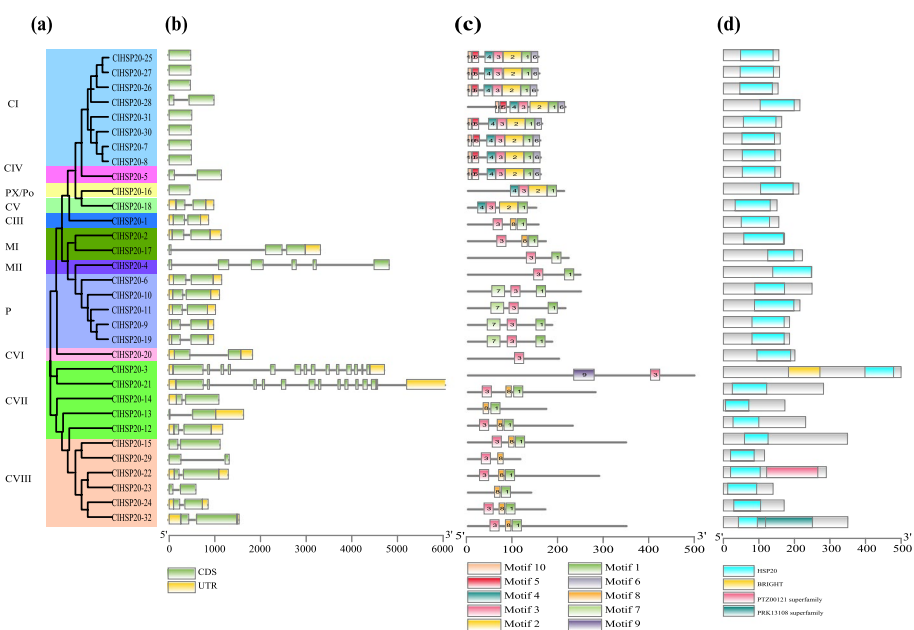 (a) (b) (c) (d)
ClHSP20-25
ClHSP20-27
ClHSP20-26
CI
ClHSP20-28
ClHSP20-31
ClHSP20-30
ClHSP20-7
ClHSP20-8
CIV
ClHSP20-5
PX/Po
ClHSP20-16
CV
ClHSP20-18
CIII
ClHSP20-1
ClHSP20-2
MI
ClHSP20-17
MII
ClHSP20-4
ClHSP20-6
ClHSP20-10
P
ClHSP20-11
ClHSP20-9
ClHSP20-19
CVI
ClHSP20-20
ClHSP20-3
ClHSP20-21
CVII
ClHSP20-14
ClHSP20-13
ClHSP20-12
ClHSP20-15
ClHSP20-29
CVIII
ClHSP20-22
ClHSP20-23
ClHSP20-24
ClHSP20-32
5' 3' 5' 3' 5' 3'
0 1000 2000 3000 4000 5000 6000
0 100 200 300 400 500
0 100 200 300 400 500
CDS
UTR
Motif 10
Motif 5
Motif 4
Motif 3
Motif 2
Motif 1
Motif 6
Motif 8
Motif 7
Motif 9
HSP20
BRIGHT
PTZ00121 superfamily
PRK13108 superfamily